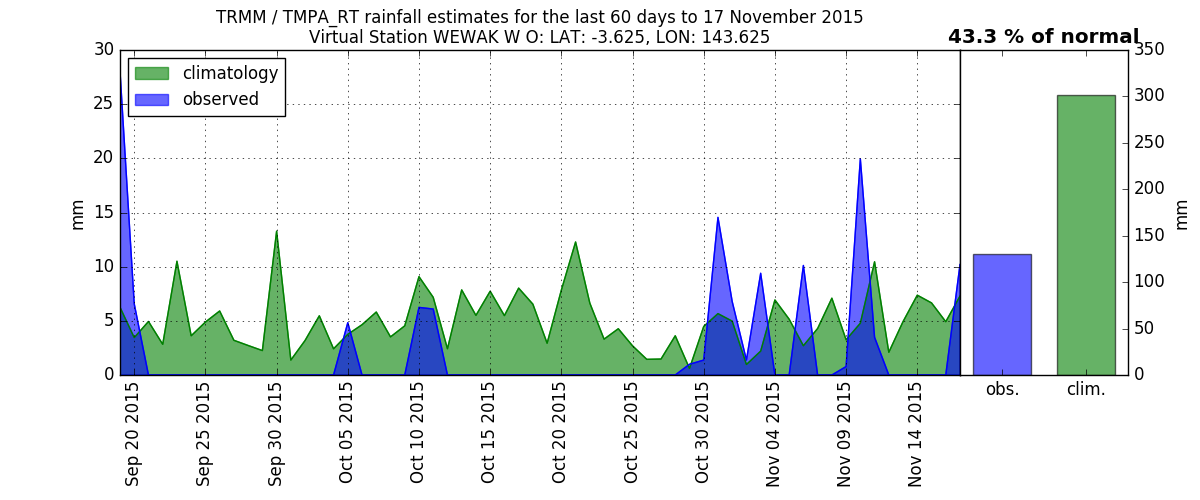 TRMM / TMPA_RT rainfall estimates for the last 60 days to 17 November 2015
Virtual Station WEWAK W O: LAT: -3.625, LON: 143.625
43.3 % of normal
climatology
observed
30
25
20
15
10
5
0
mm
Sep 20 2015
Sep 25 2015
Sep 30 2015
Oct 05 2015
Oct 10 2015
Oct 15 2015
Oct 20 2015
Oct 25 2015
Oct 30 2015
Nov 04 2015
Nov 09 2015
Nov 14 2015
350
300
250
200
150
100
50
0
mm
obs.
clim.